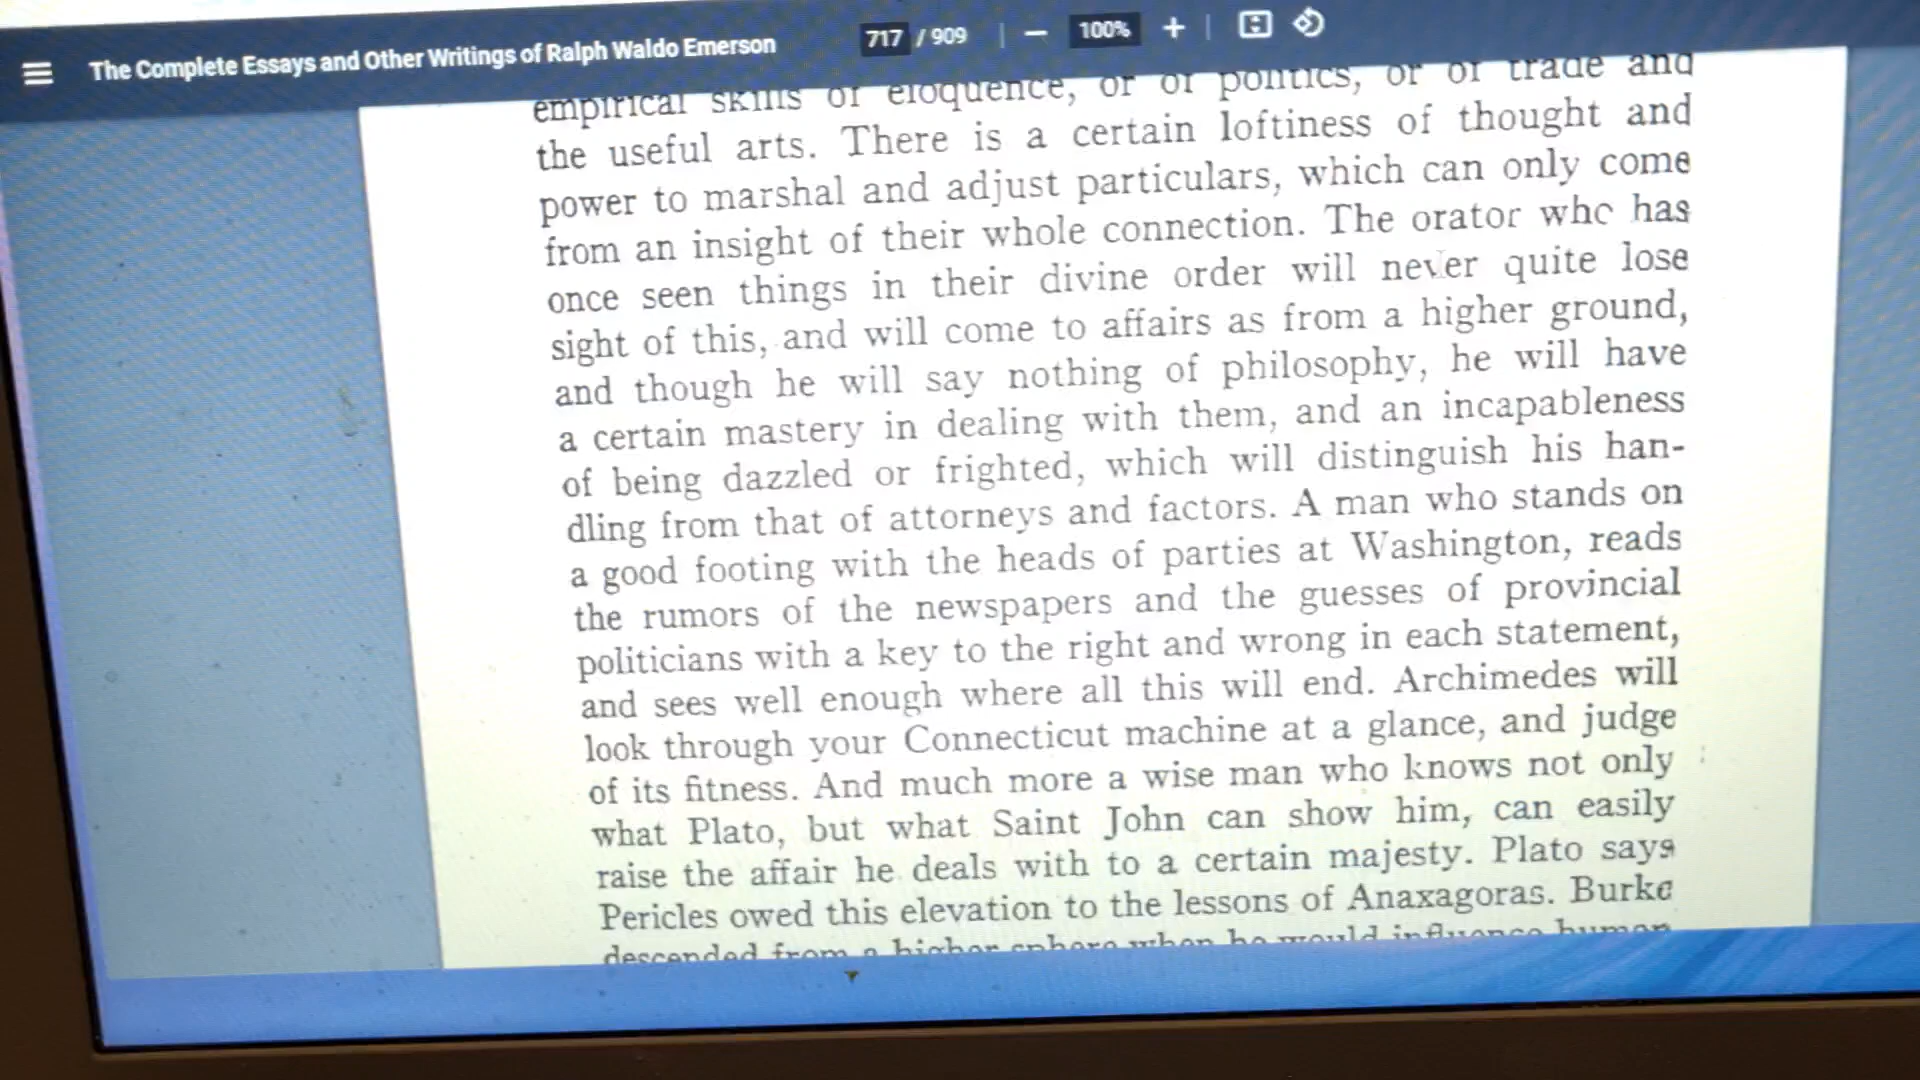 The Complete Essays and Other Writings of Ralph Waldo Emerson 717 / 909 — 100% +
empirical skills of eloquence, or of politics, or of trade and
the useful arts. There is a certain loftiness of thought and
power to marshal and adjust particulars, which can only come
from an insight of their whole connection. The orator who has
once seen things in their divine order will never quite lose
sight of this, and will come to affairs as from a higher ground,
and though he will say nothing of philosophy, he will have
a certain mastery in dealing with them, and an incapableness
of being dazzled or frighted, which will distinguish his han-
dling from that of attorneys and factors. A man who stands on
a good footing with the heads of parties at Washington, reads
the rumors of the newspapers and the guesses of provincial
politicians with a key to the right and wrong in each statement,
and sees well enough where all this will end. Archimedes will
look through your Connecticut machine at a glance, and judge
of its fitness. And much more a wise man who knows not only
what Plato, but what Saint John can show him, can easily
raise the affair he deals with to a certain majesty. Plato says
Pericles owed this elevation to the lessons of Anaxagoras. Burke
descended from a higher sphere when he would influence human